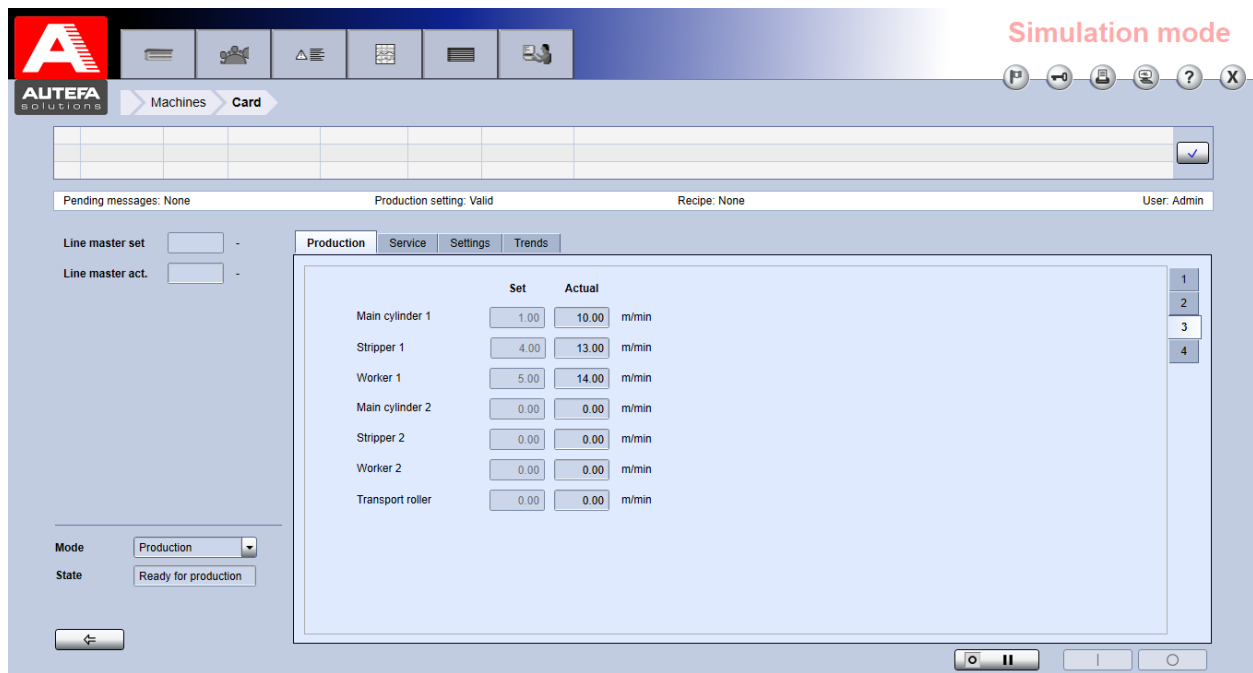 Simulation mode
AUTEFA
solutions
Machines Card
? X
Pending messages: None Production setting: Valid Recipe: None User: Admin
Line master set -
Line master act. -
Production Service Settings Trends
Set Actual
Main cylinder 1 1.00 10.00 m/min
Stripper 1 4.00 13.00 m/min
Worker 1 5.00 14.00 m/min
Main cylinder 2 0.00 0.00 m/min
Stripper 2 0.00 0.00 m/min
Worker 2 0.00 0.00 m/min
Transport roller 0.00 0.00 m/min
1
2
3
4
Mode Production
State Ready for production